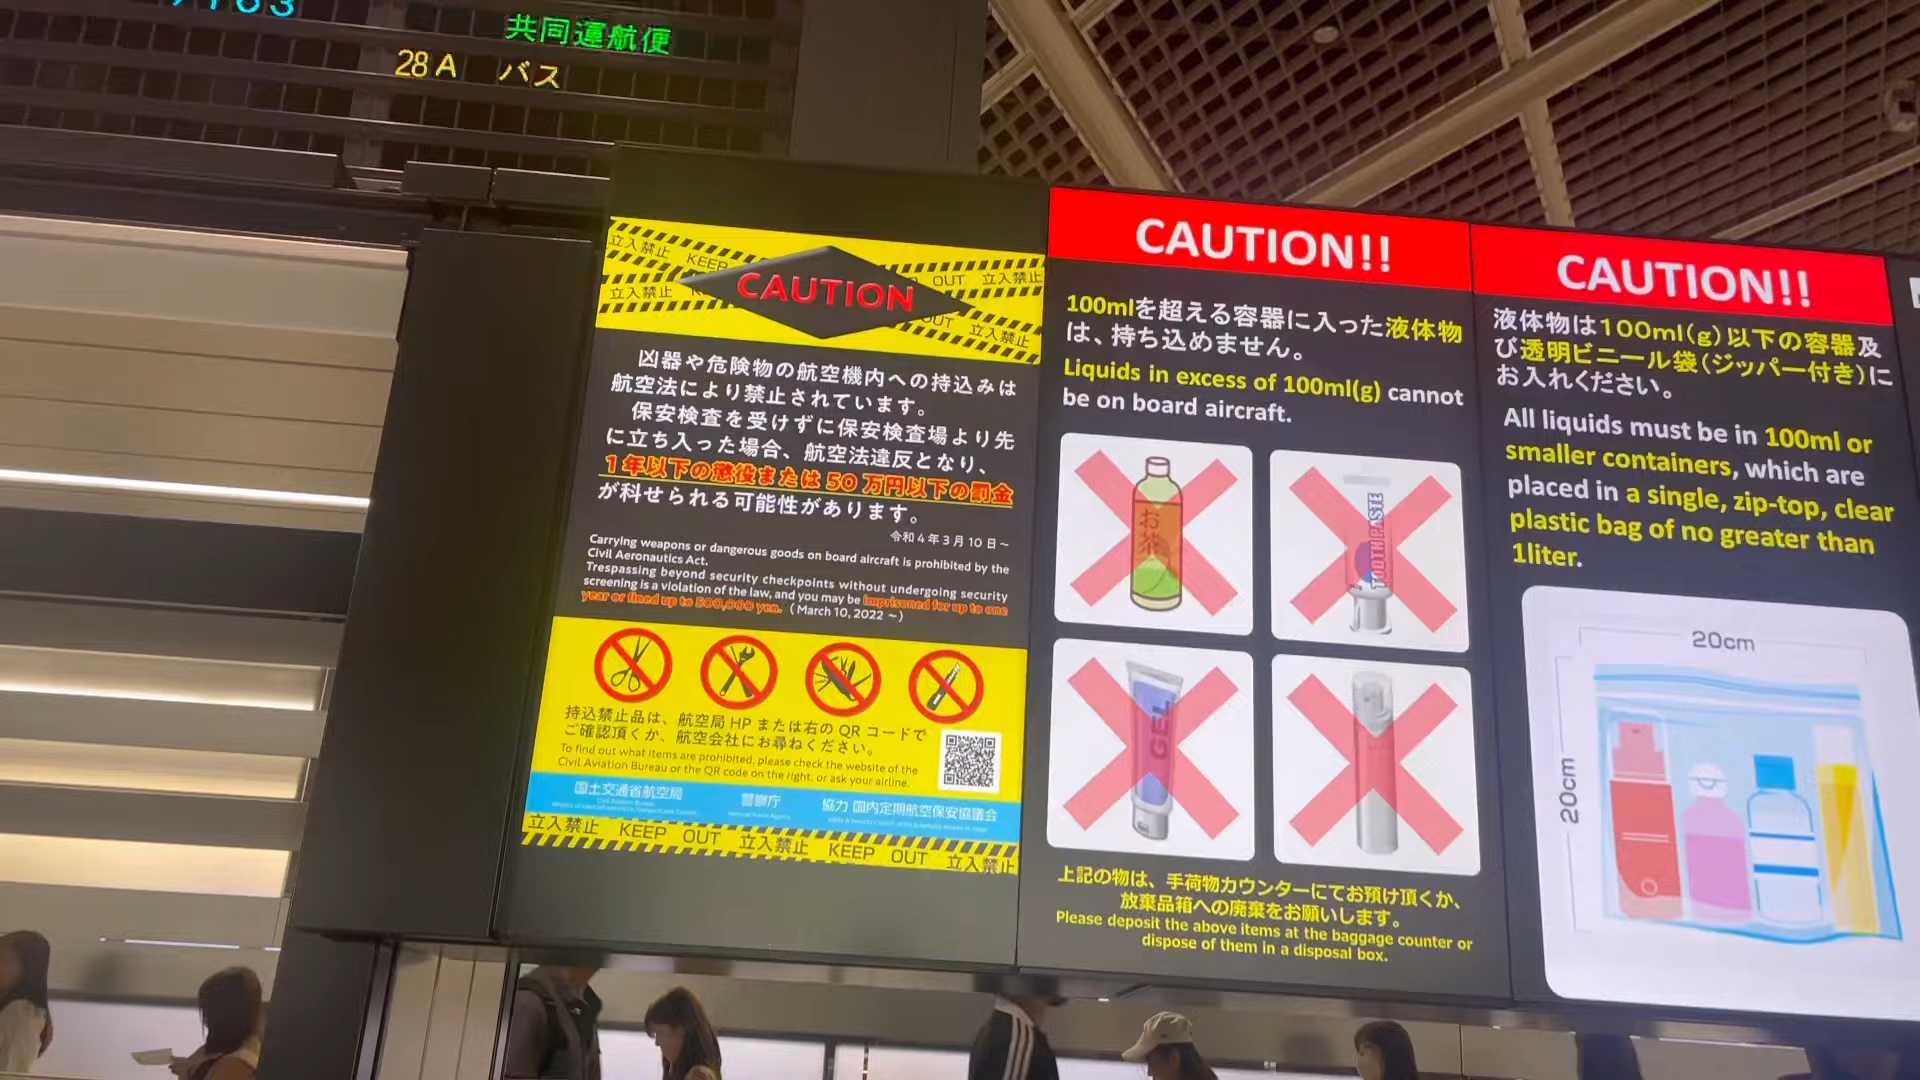 共同運航便
28A バス
立入禁止 KEEP OUT 立入禁止
立入禁止 OUT 立入禁止
CAUTION
凶器や危険物の航空機内への持込みは
航空法により禁止されています。
保安検査を受けずに保安検査場より先
に立ち入った場合、航空法違反となり、
1年以下の懲役または50万円以下の罰金
が科せられる可能性があります。
令和4年3月10日~
Carrying weapons or dangerous goods on board aircraft is prohibited by the
Civil Aeronautics Act.
Trespassing beyond security checkpoints without undergoing security
screening is a violation of the law, and you may be imprisoned for up to one
year or fined up to 500,000 yen. (March 10, 2022 ~)
持込禁止品は、航空局HPまたは右のQRコードで
ご確認頂くか、航空会社にお尋ねください。
To find out what items are prohibited, please check the website of the
Civil Aviation Bureau or the QR code on the right, or ask your airline.
国土交通省航空局 警察庁 協力 国内定期航空保安協議会
立入禁止 KEEP OUT 立入禁止 KEEP OUT 立入禁止
CAUTION!!
100mlを超える容器に入った液体物
は、持ち込めません。
Liquids in excess of 100ml(g) cannot
be on board aircraft.
お茶
TOOTHPASTE
GEL
上記の物は、手荷物カウンターにてお預け頂くか、
放棄品箱への廃棄をお願いします。
Please deposit the above items at the baggage counter or
dispose of them in a disposal box.
CAUTION!!
液体物は100ml(g)以下の容器及
び透明ビニール袋(ジッパー付き)に
お入れください。
All liquids must be in 100ml or
smaller containers, which are
placed in a single, zip-top, clear
plastic bag of no greater than
1liter.
20cm
20cm